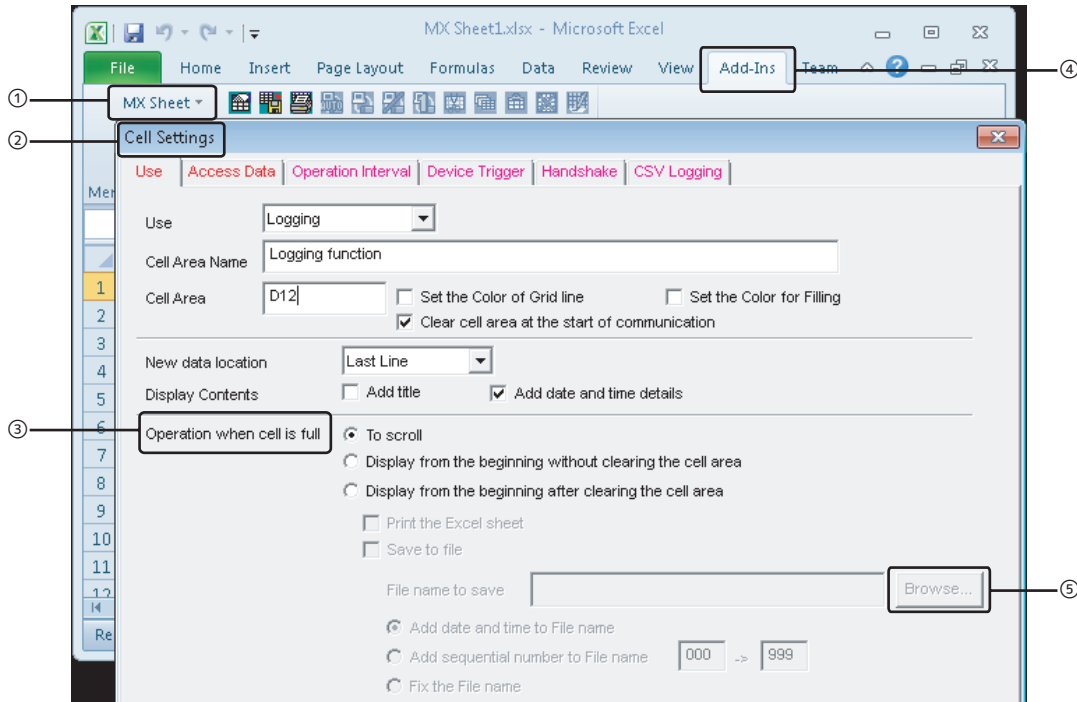 MX Sheet1.xlsx - Microsoft Excel
File Home Insert Page Layout Formulas Data Review View Add-Ins Team
④
① MX Sheet
② Cell Settings
Use Access Data Operation Interval Device Trigger Handshake CSV Logging
Use Logging
Cell Area Name Logging function
1 Cell Area D12 Set the Color of Grid line Set the Color for Filling
2 Clear cell area at the start of communication
3
4 New data location Last Line
5 Display Contents Add title Add date and time details
③ 6 Operation when cell is full To scroll
7 Display from the beginning without clearing the cell area
8 Display from the beginning after clearing the cell area
9 Print the Excel sheet
10 Save to file
11
12 File name to save Browse... ⑤
Re Add date and time to File name
Add sequential number to File name 000 -> 999
Fix the File name